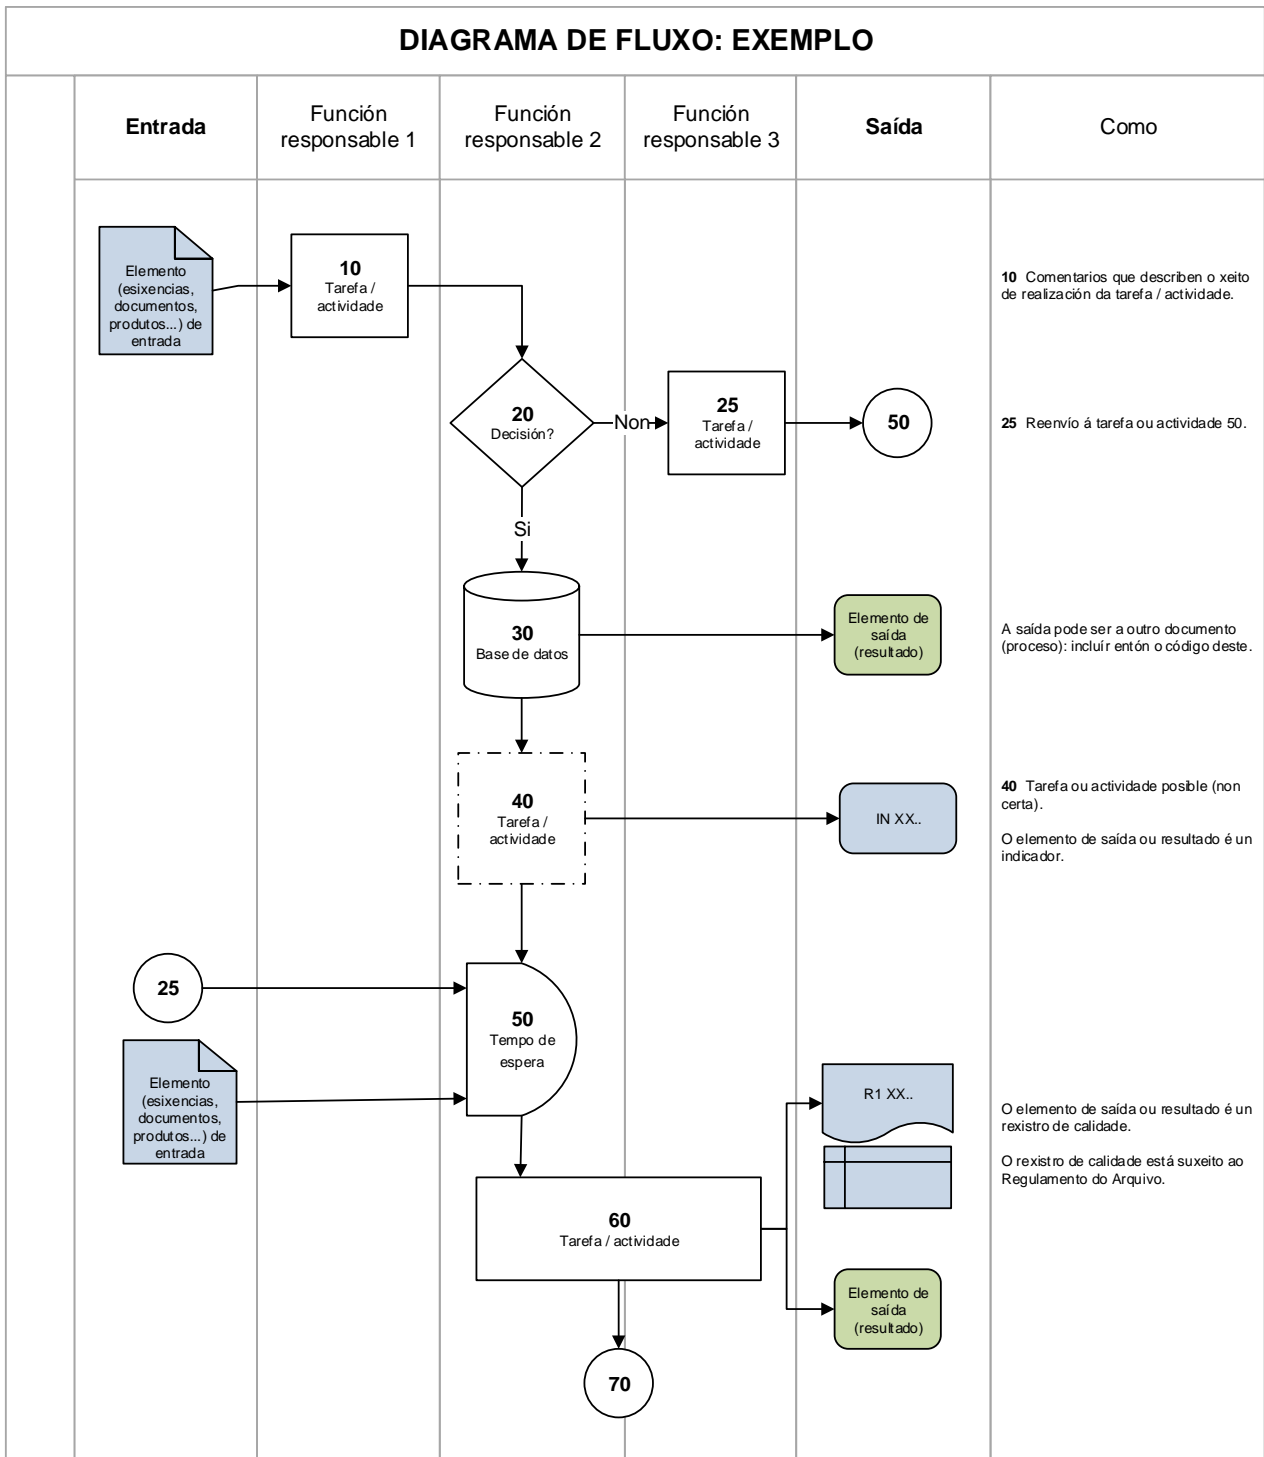 DIAGRAMA DE FLUXO: EXEMPLO
Entrada
Función
responsable 1
Función
responsable 2
Función
responsable 3
Saída
Como
Elemento
(esixencias,
documentos,
produtos...) de
entrada
10
Tarefa /
actividade
10 Comentarios que describen o xeito
de realización da tarefa / actividade.
20
Decisión?
Non
25
Tarefa /
actividade
50
25 Reenvío á tarefa ou actividade 50.
Si
30
Base de datos
Elemento de
saída
(resultado)
A saída pode ser a outro documento
(proceso): incluír entón o código deste.
40
Tarefa /
actividade
IN XX..
40 Tarefa ou actividade posible (non
certa).
O elemento de saída ou resultado é un
indicador.
25
50
Tempo de
espera
Elemento
(esixencias,
documentos,
produtos...) de
entrada
R1 XX..
O elemento de saída ou resultado é un
rexistro de calidade.
O rexistro de calidade está suxeito ao
Regulamento do Arquivo.
60
Tarefa / actividade
Elemento de
saída
(resultado)
70